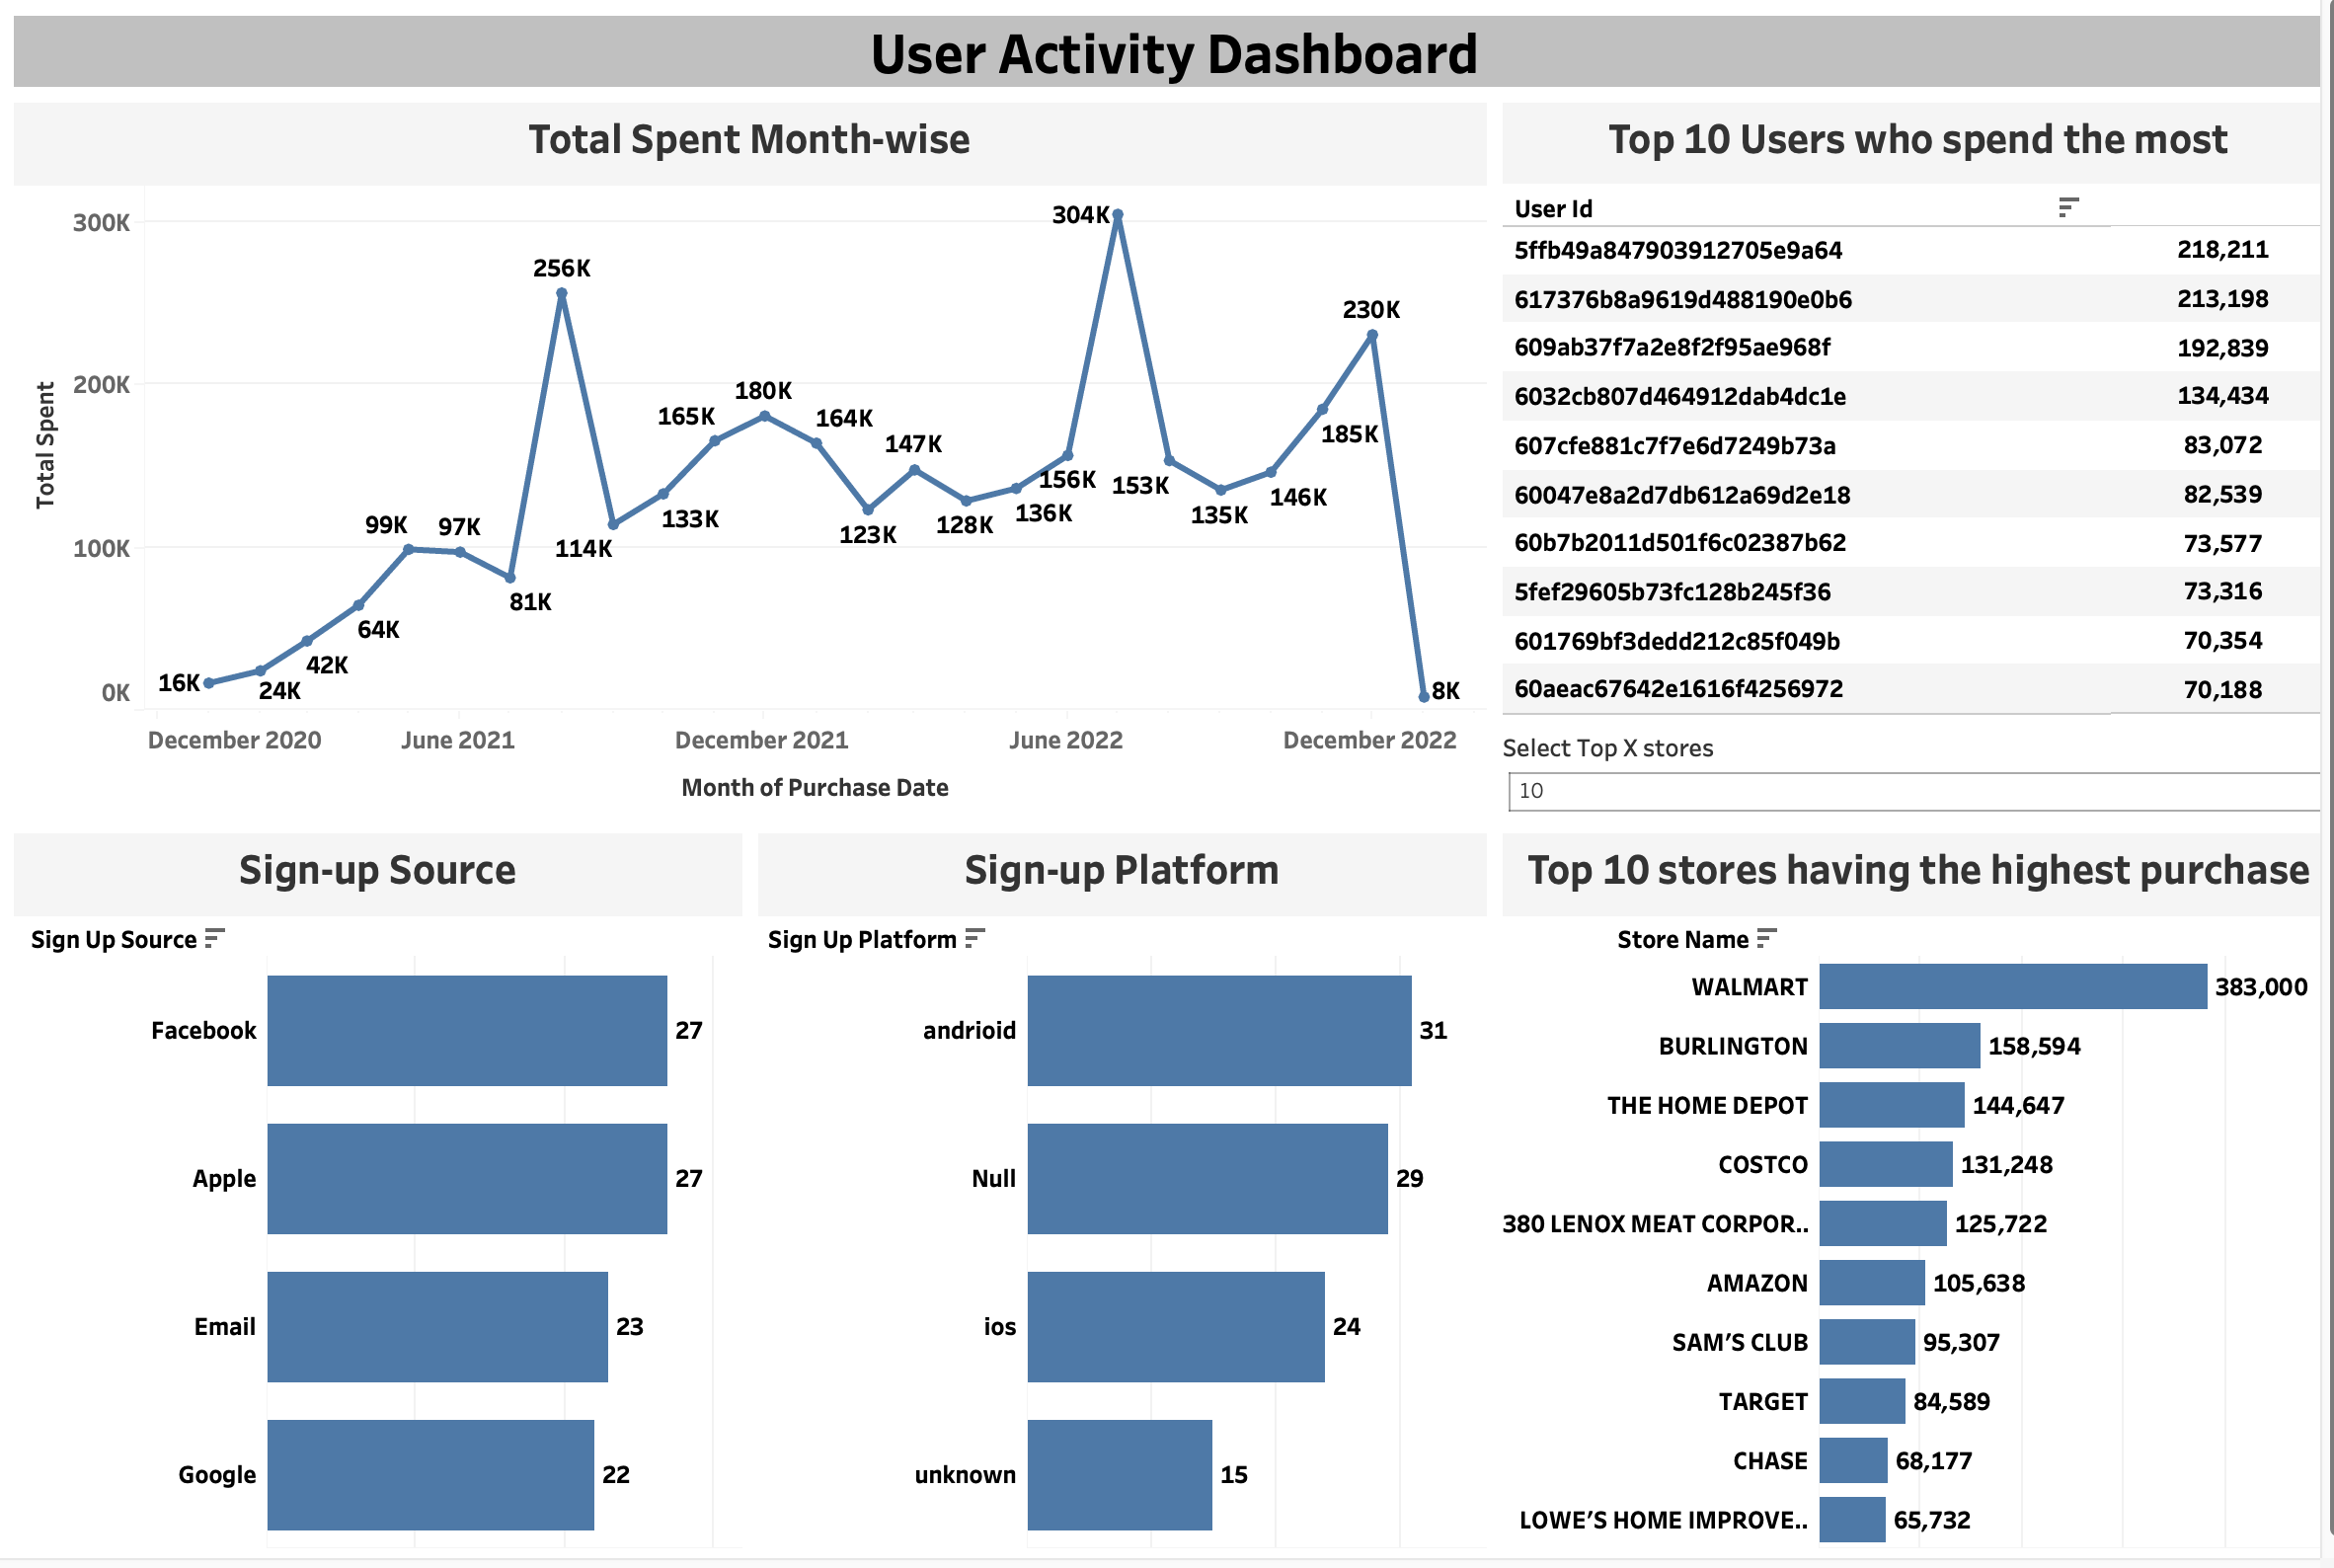 User Activity Dashboard
Total Spent Month-wise
Total Spent
300K
200K
100K
0K
16K
24K
42K
64K
99K
97K
81K
256K
114K
133K
165K
180K
164K
123K
147K
128K
136K
156K
304K
153K
135K
146K
185K
230K
8K
December 2020 June 2021 December 2021 June 2022 December 2022
Month of Purchase Date
Top 10 Users who spend the most
User Id
5ffb49a847903912705e9a64 218,211
617376b8a9619d488190e0b6 213,198
609ab37f7a2e8f2f95ae968f 192,839
6032cb807d464912dab4dc1e 134,434
607cfe881c7f7e6d7249b73a 83,072
60047e8a2d7db612a69d2e18 82,539
60b7b2011d501f6c02387b62 73,577
5fef29605b73fc128b245f36 73,316
601769bf3dedd212c85f049b 70,354
60aeac67642e1616f4256972 70,188
Select Top X stores
10
Sign-up Source
Sign Up Source
Facebook 27
Apple 27
Email 23
Google 22
Sign-up Platform
Sign Up Platform
andrioid 31
Null 29
ios 24
unknown 15
Top 10 stores having the highest purchase
Store Name
WALMART 383,000
BURLINGTON 158,594
THE HOME DEPOT 144,647
COSTCO 131,248
380 LENOX MEAT CORPOR.. 125,722
AMAZON 105,638
SAM’S CLUB 95,307
TARGET 84,589
CHASE 68,177
LOWE’S HOME IMPROVE.. 65,732